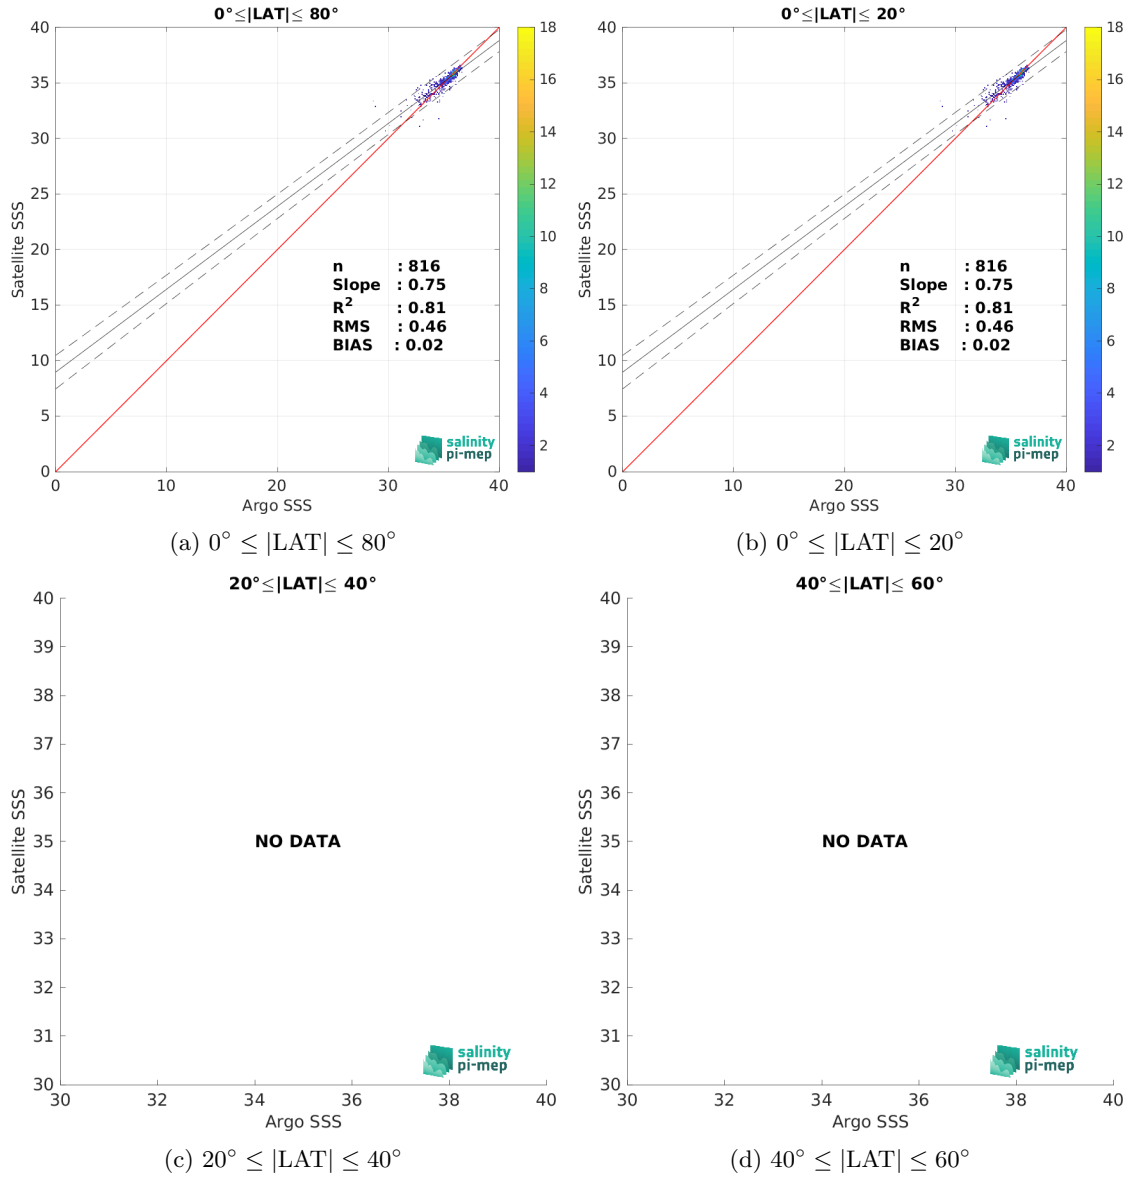 0°≤|LAT|≤ 80°
40
35
30
25
20
15
10
5
0
Satellite SSS
0
10
20
30
40
Argo SSS
n : 816
Slope : 0.75
R² : 0.81
RMS : 0.46
BIAS : 0.02
salinity
pi-mep
18
16
14
12
10
8
6
4
2
(a) 0° ≤ |LAT| ≤ 80°
0°≤|LAT|≤ 20°
40
35
30
25
20
15
10
5
0
Satellite SSS
0
10
20
30
40
Argo SSS
n : 816
Slope : 0.75
R² : 0.81
RMS : 0.46
BIAS : 0.02
salinity
pi-mep
18
16
14
12
10
8
6
4
2
(b) 0° ≤ |LAT| ≤ 20°
20°≤|LAT|≤ 40°
40
39
38
37
36
35
34
33
32
31
30
Satellite SSS
NO DATA
salinity
pi-mep
30
32
34
36
38
40
Argo SSS
(c) 20° ≤ |LAT| ≤ 40°
40°≤|LAT|≤ 60°
40
39
38
37
36
35
34
33
32
31
30
Satellite SSS
NO DATA
salinity
pi-mep
30
32
34
36
38
40
Argo SSS
(d) 40° ≤ |LAT| ≤ 60°